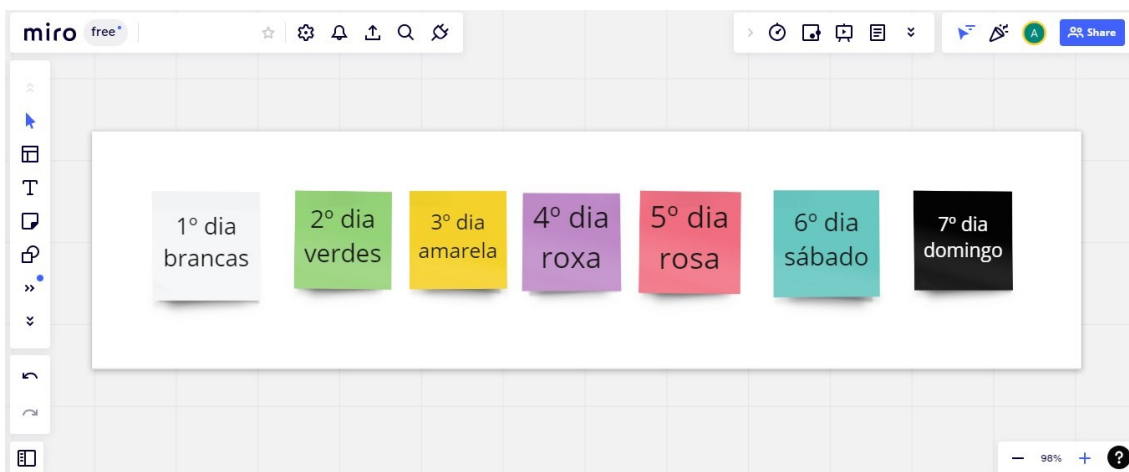 miro free
A
Share
1º dia
brancas
2º dia
verdes
3º dia
amarela
4º dia
roxa
5º dia
rosa
6º dia
sábado
7º dia
domingo
T
98%
?